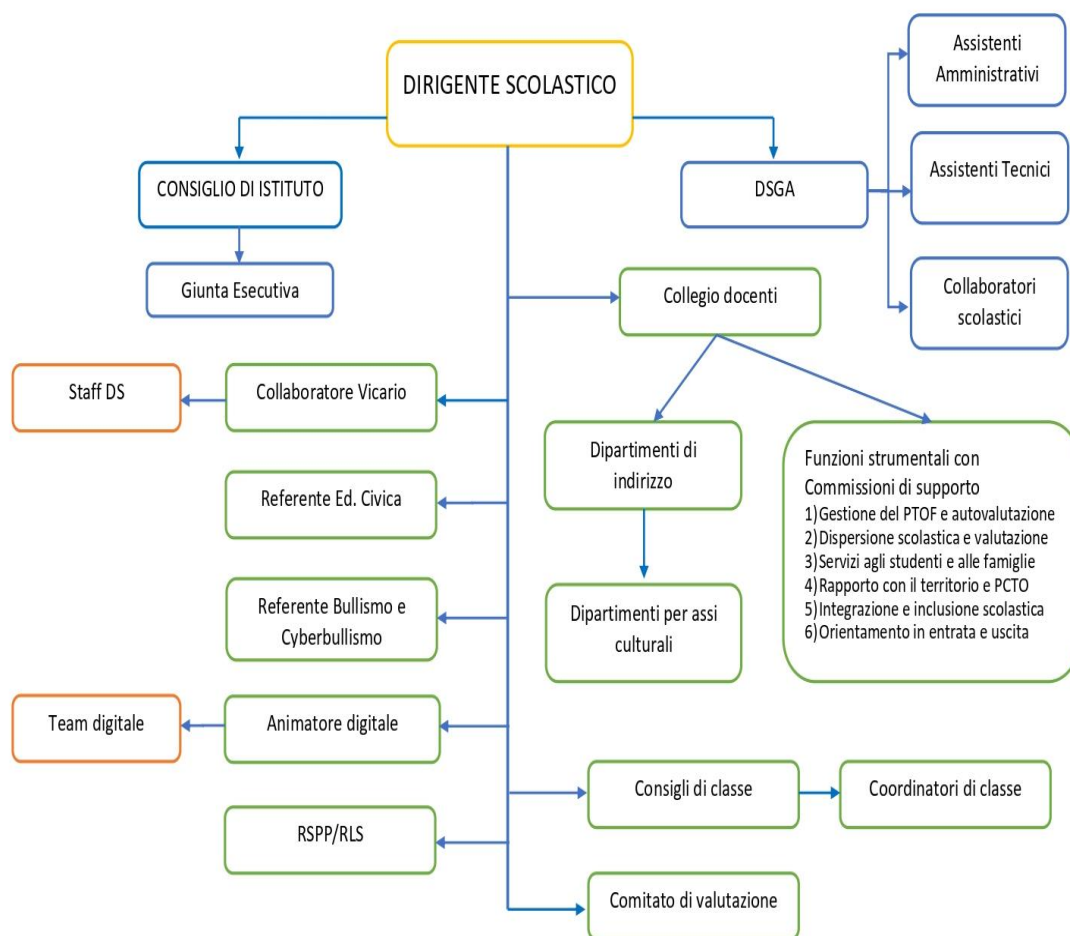 DIRIGENTE SCOLASTICO
Assistenti
Amministrativi
CONSIGLIO DI ISTITUTO
DSGA
Assistenti Tecnici
Giunta Esecutiva
Collegio docenti
Collaboratori
scolastici
Staff DS
Collaboratore Vicario
Dipartimenti di
indirizzo
Funzioni strumentali con
Commissioni di supporto
1)Gestione del PTOF e autovalutazione
2)Dispersione scolastica e valutazione
3)Servizi agli studenti e alle famiglie
4)Rapporto con il territorio e PCTO
5)Integrazione e inclusione scolastica
6)Orientamento in entrata e uscita
Referente Ed. Civica
Referente Bullismo e
Cyberbullismo
Dipartimenti per assi
culturali
Team digitale
Animatore digitale
Consigli di classe
Coordinatori di classe
RSPP/RLS
Comitato di valutazione